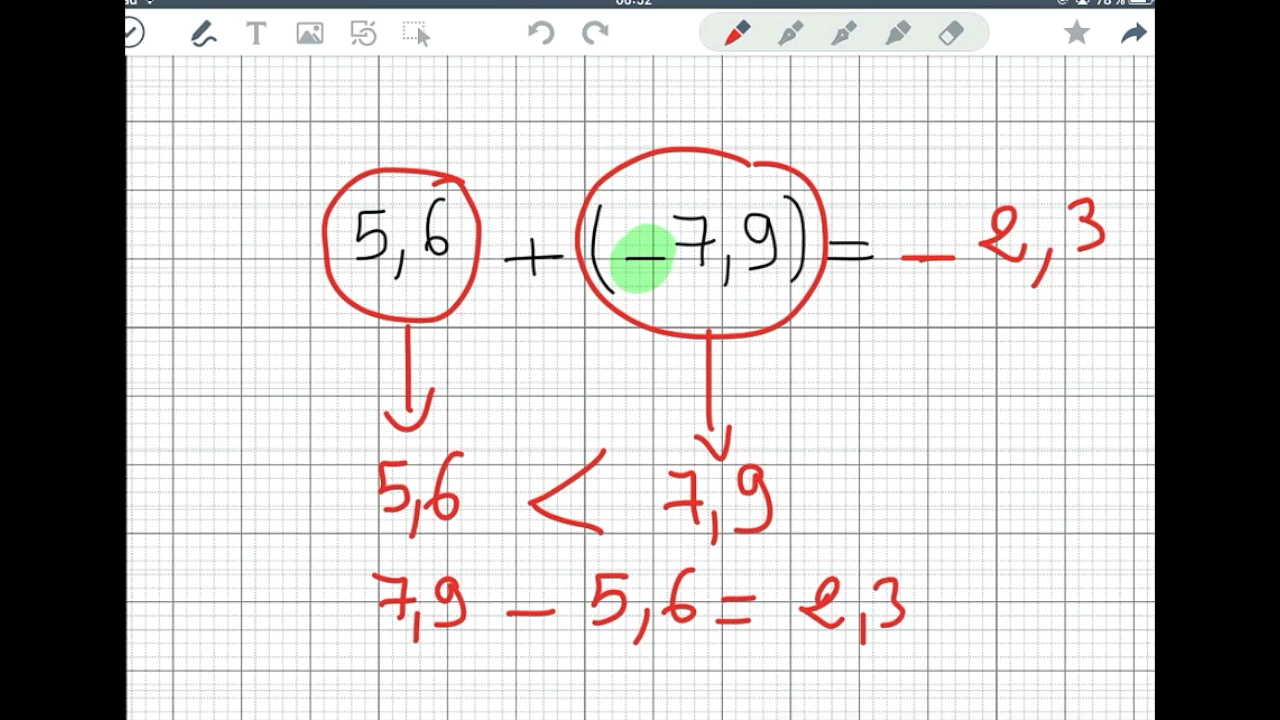 5,6 + (-7,9) = - 2,3
5,6 < 7,9
7,9 - 5,6 = 2,3